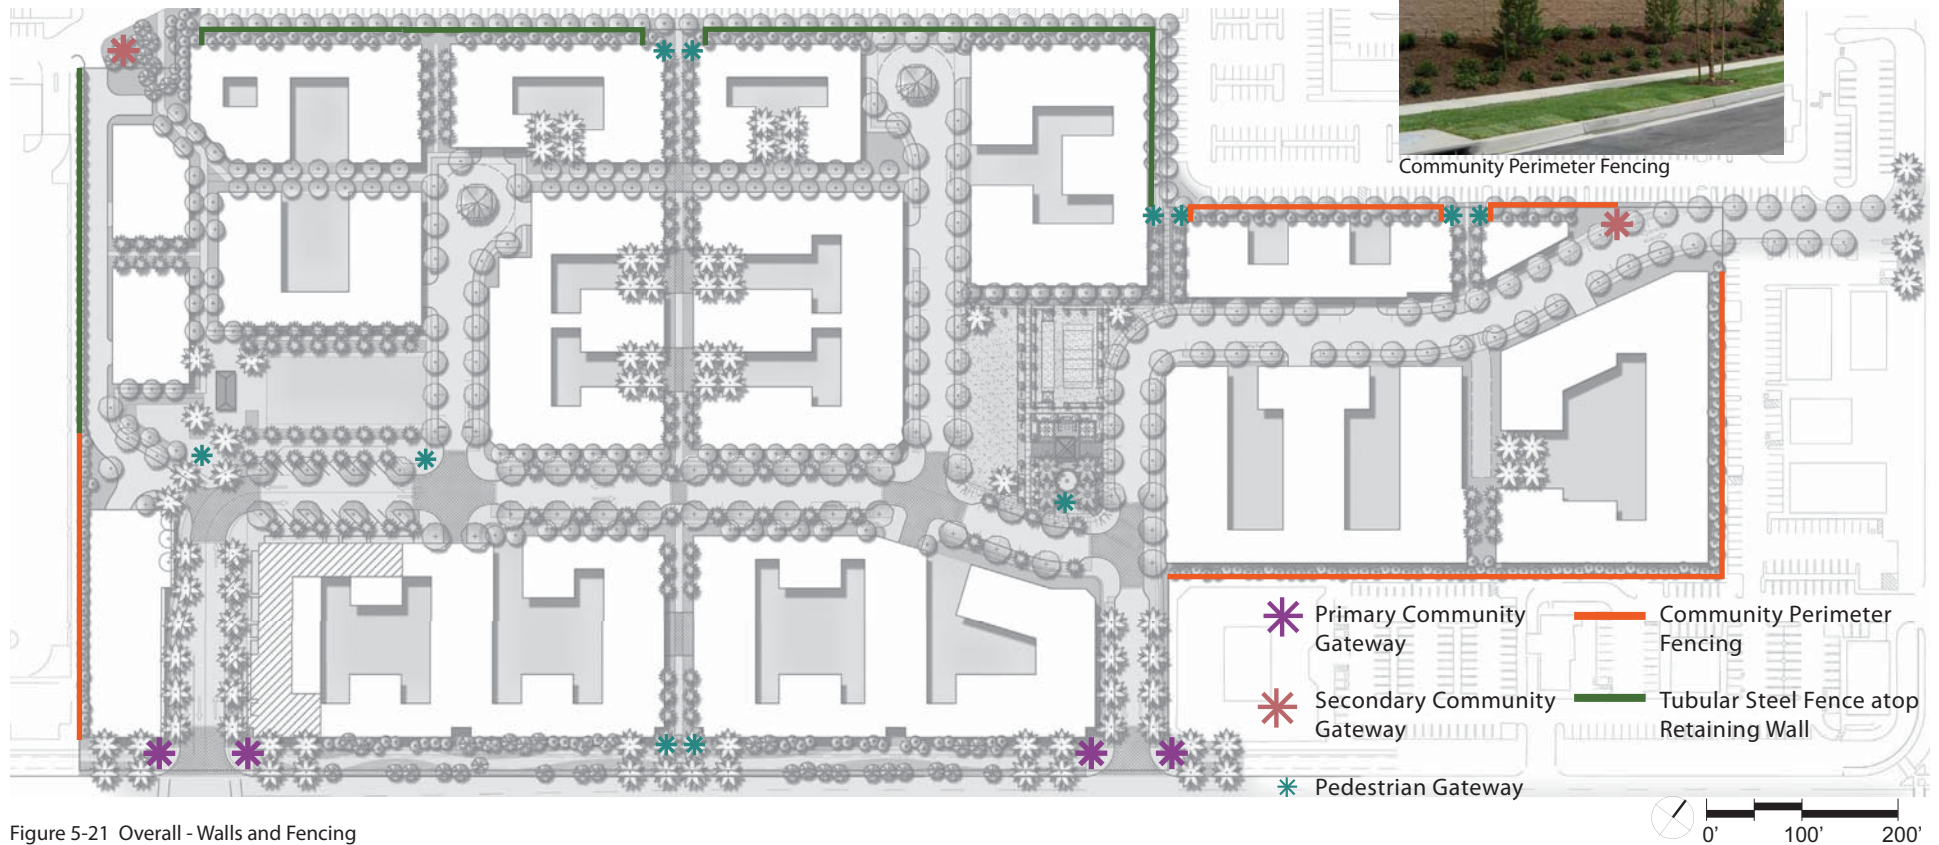 Community Perimeter Fencing
Primary Community
Gateway
Community Perimeter
Fencing
Secondary Community
Gateway
Tubular Steel Fence atop
Retaining Wall
Pedestrian Gateway
0'
100'
200'
Figure 5-21 Overall - Walls and Fencing